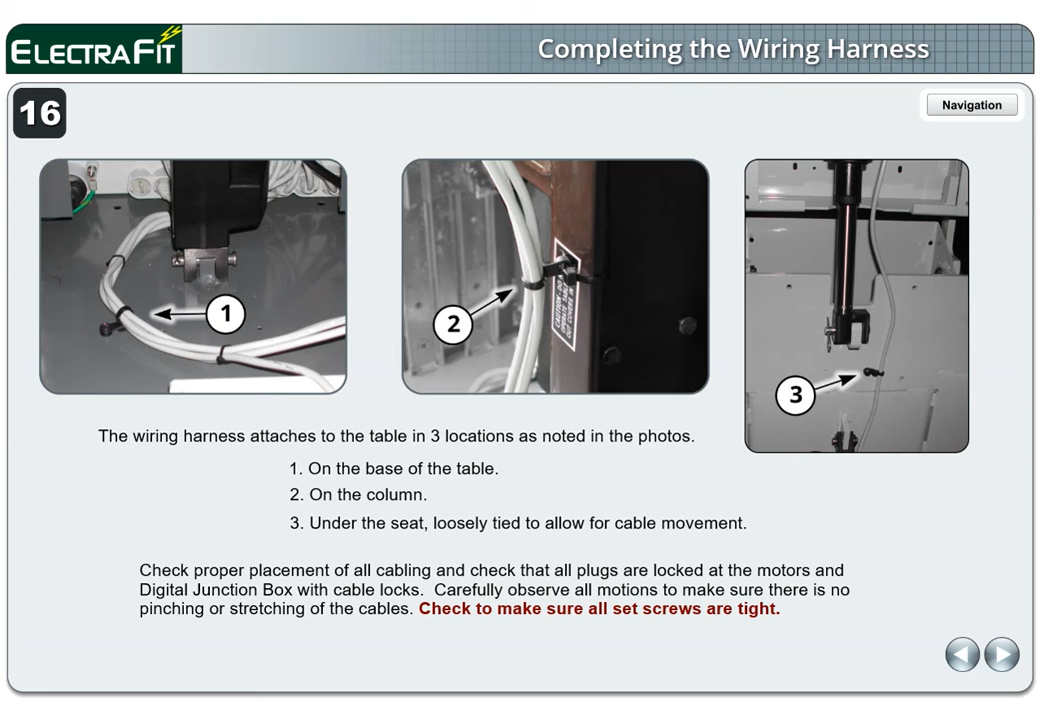 ELECTRAFIT
Completing the Wiring Harness
16
Navigation
1
2
3
The wiring harness attaches to the table in 3 locations as noted in the photos.
1. On the base of the table.
2. On the column.
3. Under the seat, loosely tied to allow for cable movement.
Check proper placement of all cabling and check that all plugs are locked at the motors and
Digital Junction Box with cable locks.  Carefully observe all motions to make sure there is no
pinching or stretching of the cables. Check to make sure all set screws are tight.